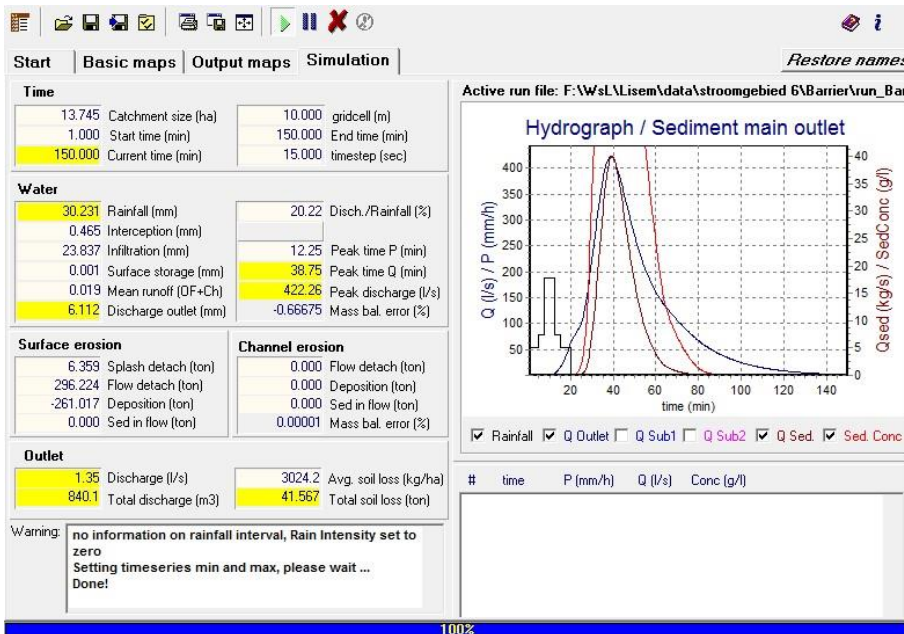 Start Basic maps Output maps Simulation Restore names
Time
13.745 Catchment size (ha) 10.000 gridcell (m)
1.000 Start time (min) 150.000 End time (min)
150.000 Current time (min) 15.000 timestep (sec)
Water
30.231 Rainfall (mm) 20.22 Disch./Rainfall (%)
0.465 Interception (mm)
23.837 Infiltration (mm) 12.25 Peak time P (min)
0.001 Surface storage (mm) 38.75 Peak time Q (min)
0.019 Mean runoff (OF+Ch) 422.26 Peak discharge (l/s)
6.112 Discharge outlet (mm) -0.66675 Mass bal. error (%)
Surface erosion Channel erosion
6.359 Splash detach (ton) 0.000 Flow detach (ton)
296.224 Flow detach (ton) 0.000 Deposition (ton)
-261.017 Deposition (ton) 0.000 Sed in flow (ton)
0.000 Sed in flow (ton) 0.00001 Mass bal. error (%)
Outlet
1.35 Discharge (l/s) 3024.2 Avg. soil loss (kg/ha)
840.1 Total discharge (m3) 41.567 Total soil loss (ton)
Warning: no information on rainfall interval, Rain Intensity set to
zero
Setting timeseries min and max, please wait ...
Done!
Active run file: F:\WsL\Lisem\data\stroomgebied 6\Barrier\run_Bar
Hydrograph / Sediment main outlet
Q (l/s) / P (mm/h)
400
350
300
250
200
150
100
50
40
35
30
25
20
15
10
5
0
Qsed (kg/s) / SedConc (g/l)
20 40 60 80 100 120 140
time (min)
Rainfall Q Outlet Q Sub1 Q Sub2 Q Sed. Sed. Conc
# time P (mm/h) Q (l/s) Conc (g/l)
100%